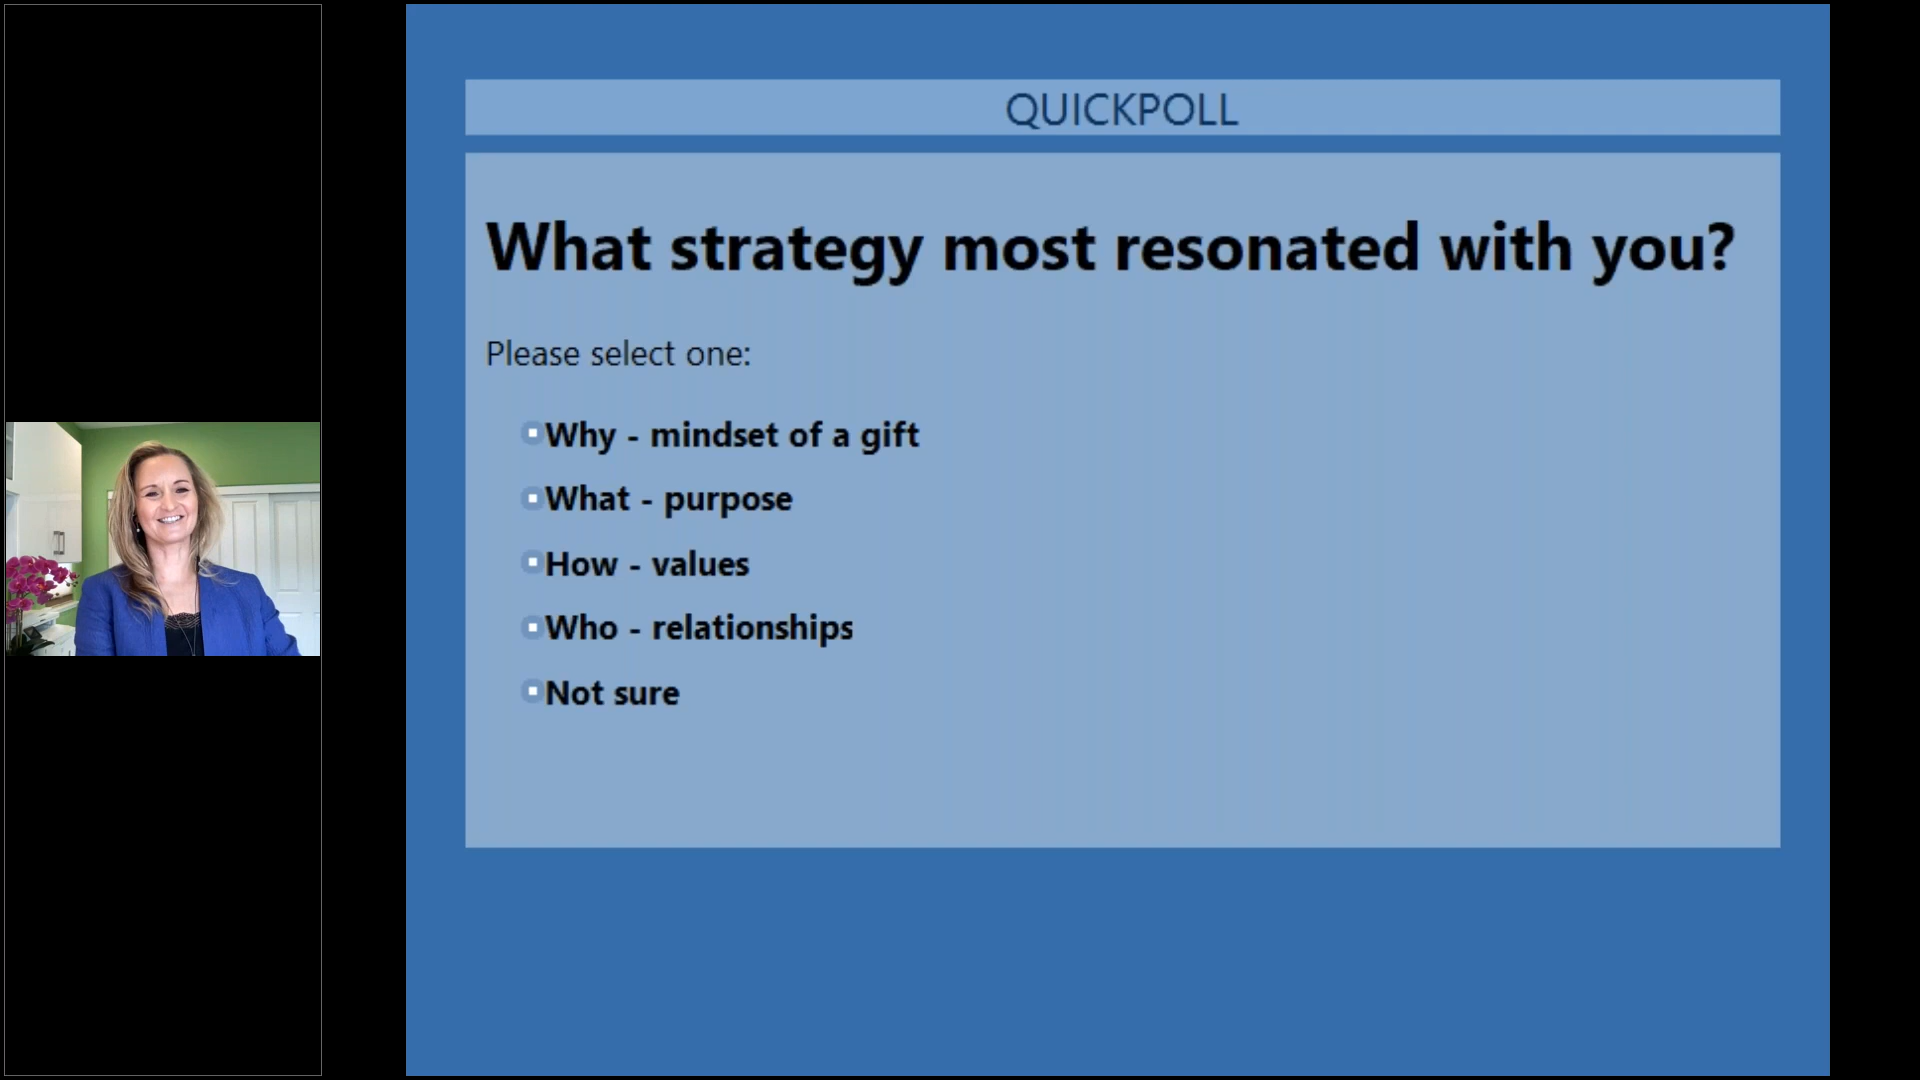 QUICKPOLL
What strategy most resonated with you?
Please select one:
Why - mindset of a gift
What - purpose
How - values
Who - relationships
Not sure